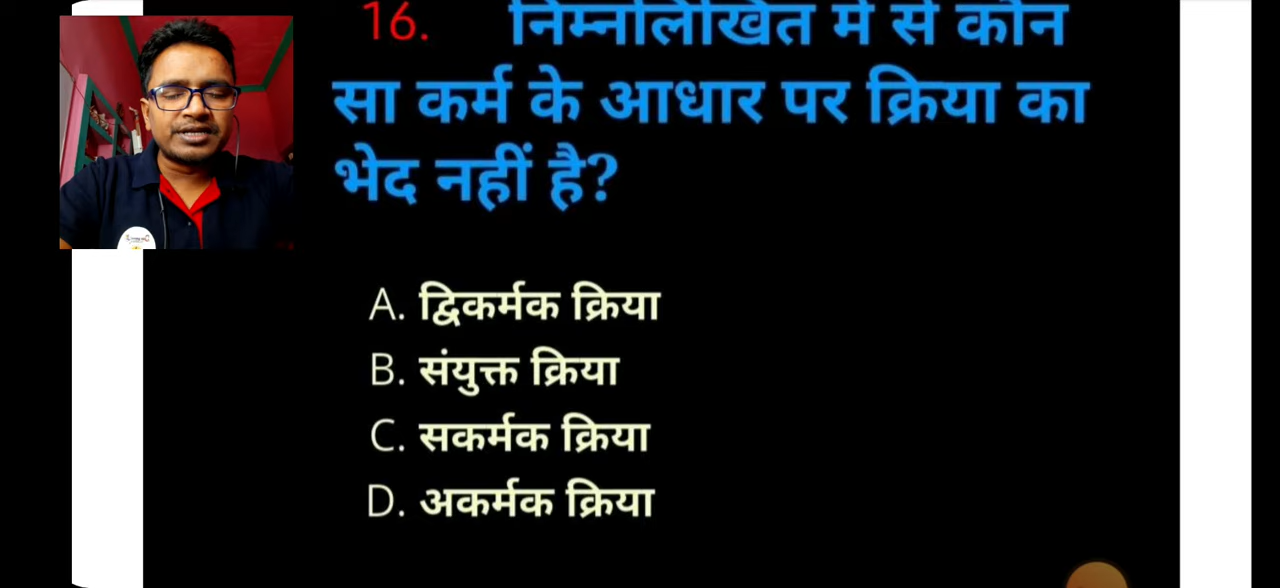 16. निम्नलिखित में से कौन
सा कर्म के आधार पर क्रिया का
भेद नहीं है?
A. द्विकर्मक क्रिया
B. संयुक्त क्रिया
C. सकर्मक क्रिया
D. अकर्मक क्रिया